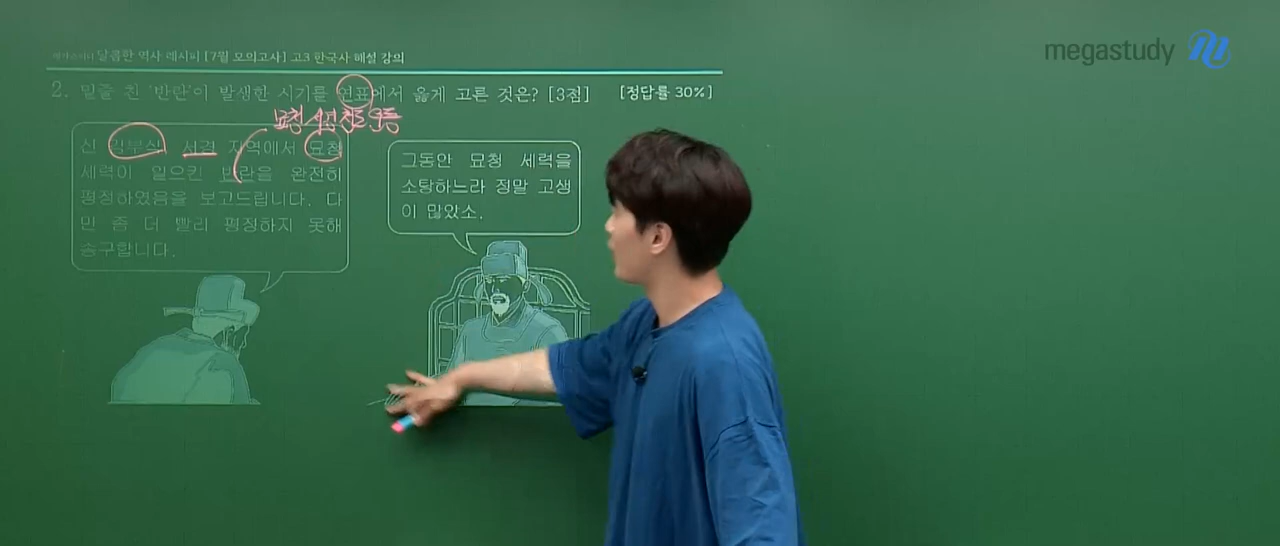 megastudy
메가스터디 달콤한 역사 레시피 [7월 모의고사] 고3 한국사 해설 강의
2. 밑줄 친 '반란'이 발생한 시기를 연표에서 옳게 고른 것은? [3점] [정답률 30%]
묘청 서경 천도 운동
신 김부식, 서경 지역에서 묘청
세력이 일으킨 반란을 완전히
평정하였음을 보고드립니다. 다
만 좀 더 빨리 평정하지 못해
송구합니다.
그동안 묘청 세력을
소탕하느라 정말 고생
이 많았소.